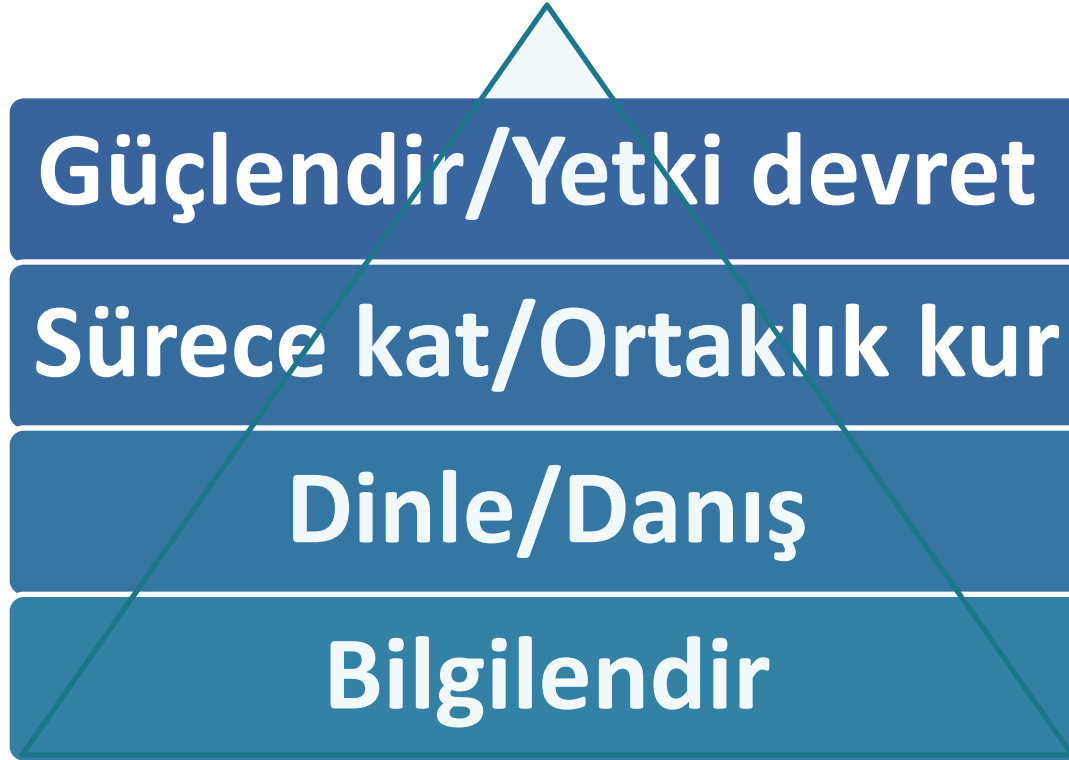 Güçlendir/Yetki devret
Sürece kat/Ortaklık kur
Dinle/Danış
Bilgilendir